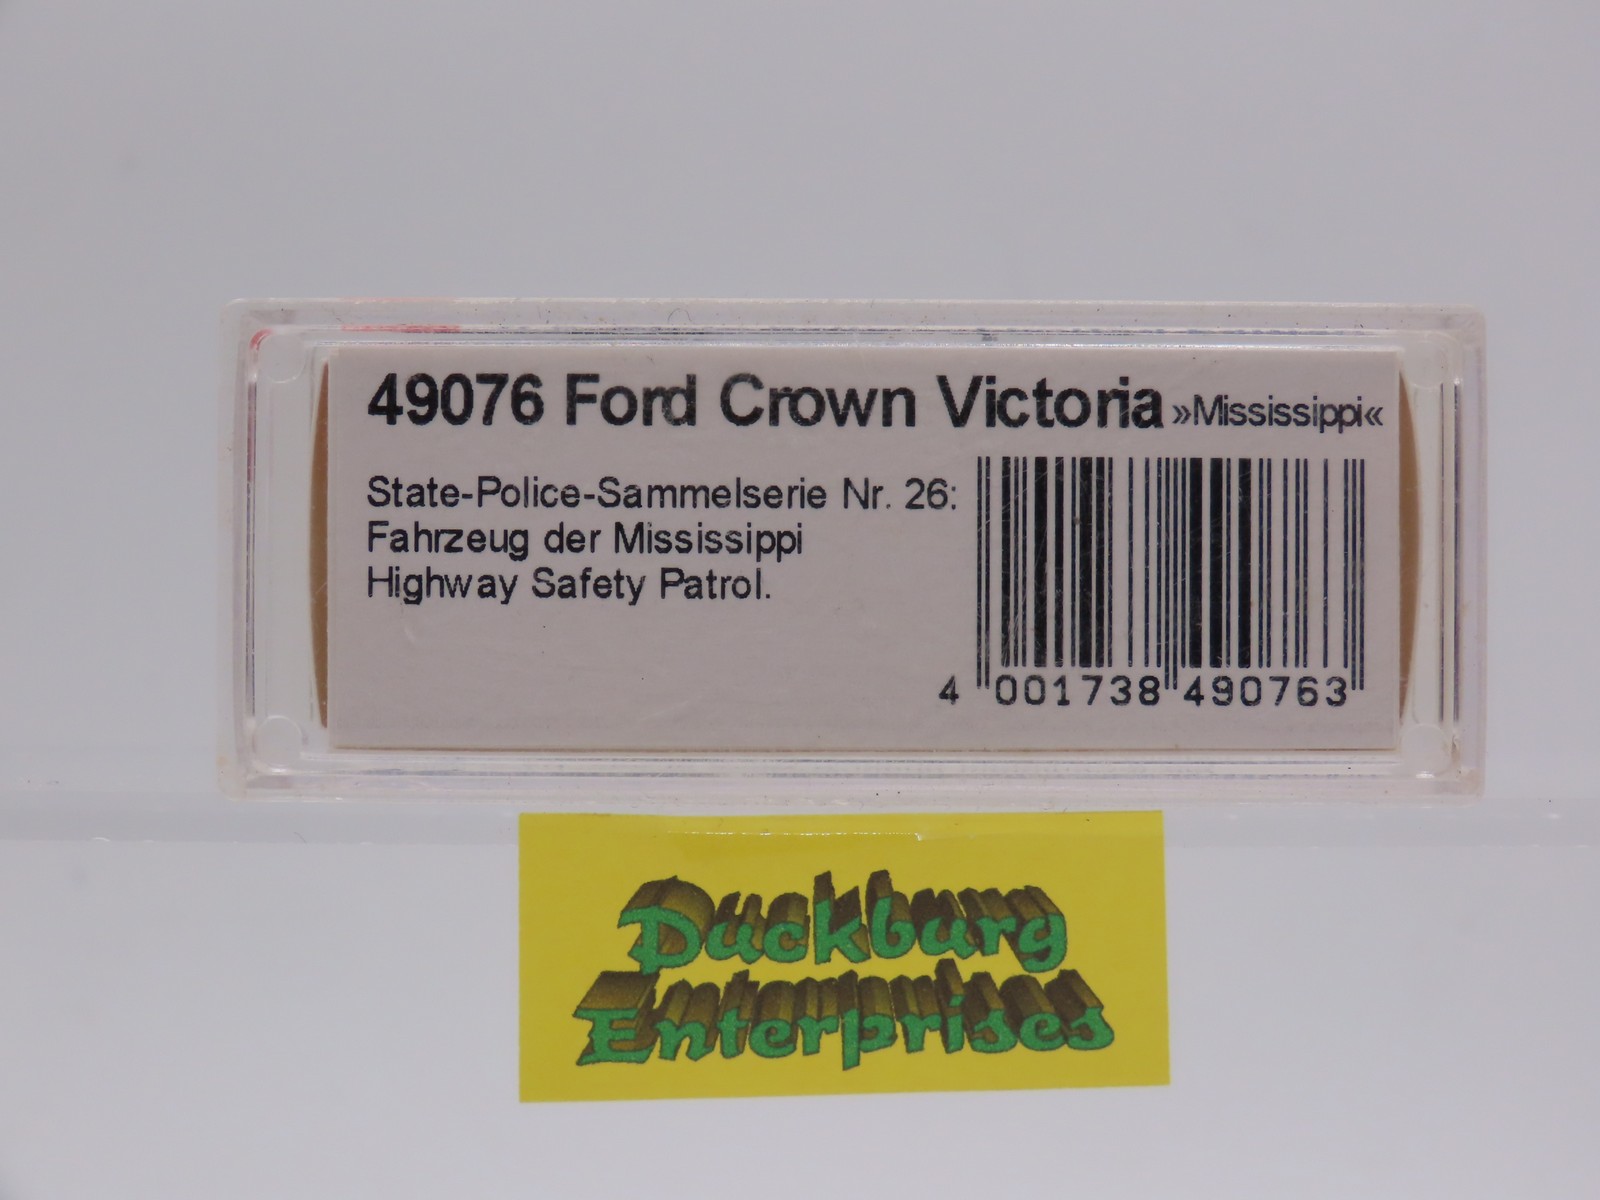 49076 Ford Crown Victoria »Mississippi«
State-Police-Sammelserie Nr. 26:
Fahrzeug der Mississippi
Highway Safety Patrol.
4 001738 490763
Duckburg
Enterprises